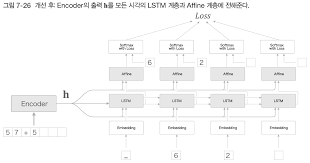 그림 7-26 개선 후: Encoder의 출력 h를 모든 시각의 LSTM 계층과 Affine 계층에 전해준다.
Loss
Softmax with Loss
Softmax with Loss
Softmax with Loss
Softmax with Loss
6 2
Affine Affine Affine Affine
h
Encoder
LSTM LSTM LSTM LSTM
5 7 + 5
Embedding Embedding Embedding Embedding
_ 6 2